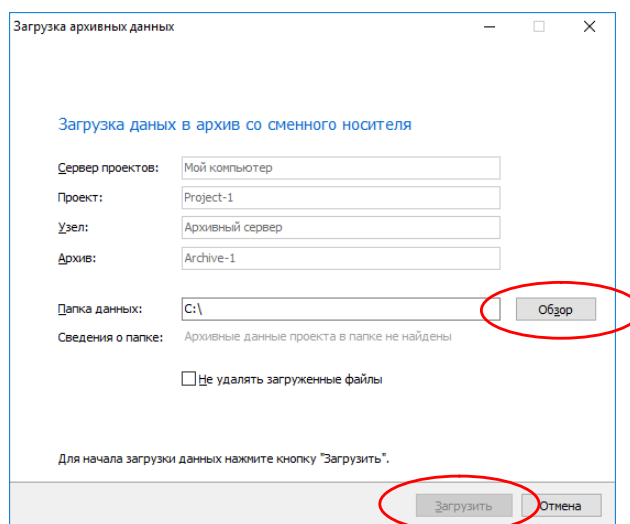 Загрузка архивных данных
Загрузка даных в архив со сменного носителя
Сервер проектов: Мой компьютер
Проект: Project-1
Узел: Архивный сервер
Архив: Archive-1
Папка данных: C:\ Обзор
Сведения о папке: Архивные данные проекта в папке не найдены
Не удалять загруженные файлы
Для начала загрузки данных нажмите кнопку "Загрузить".
Загрузить Отмена